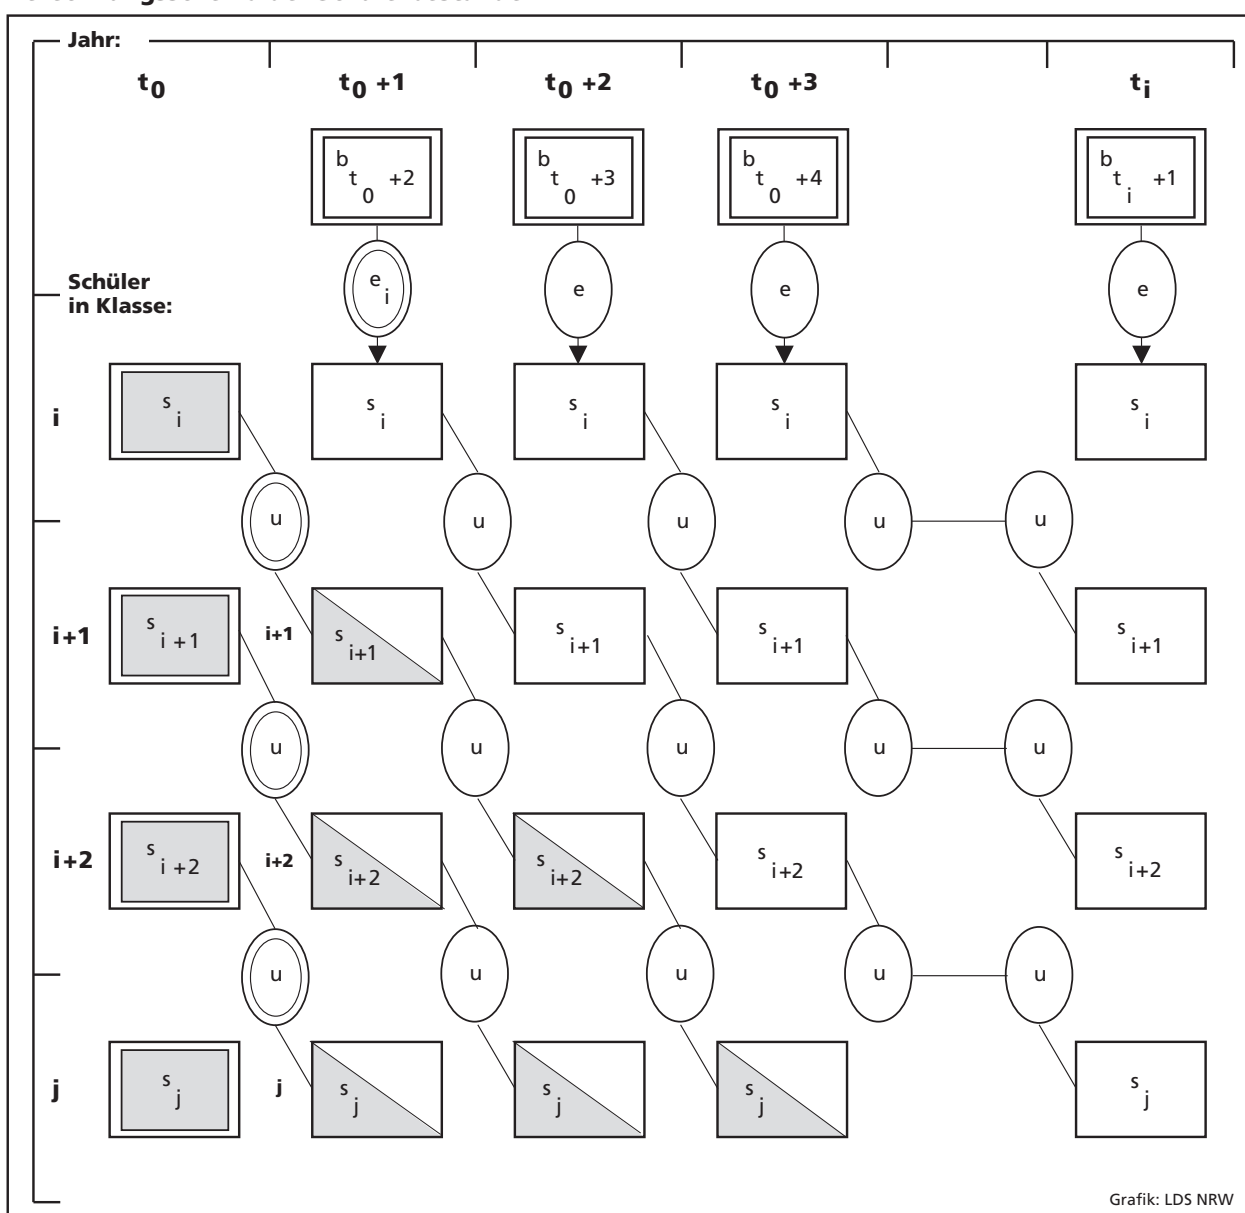 Jahr:
t0 t0 +1 t0 +2 t0 +3 ti
b t0 +2 b t0 +3 b t0 +4 b ti +1
ei e e e
Schüler
in Klasse:
i si si si si si
u u u u u
i+1 si+1 i+1 si+1 si+1 si+1 si+1
u u u u u
i+2 si+2 i+2 si+2 si+2 si+2 si+2
u u u u u
j sj j sj sj sj sj
Grafik: LDS NRW